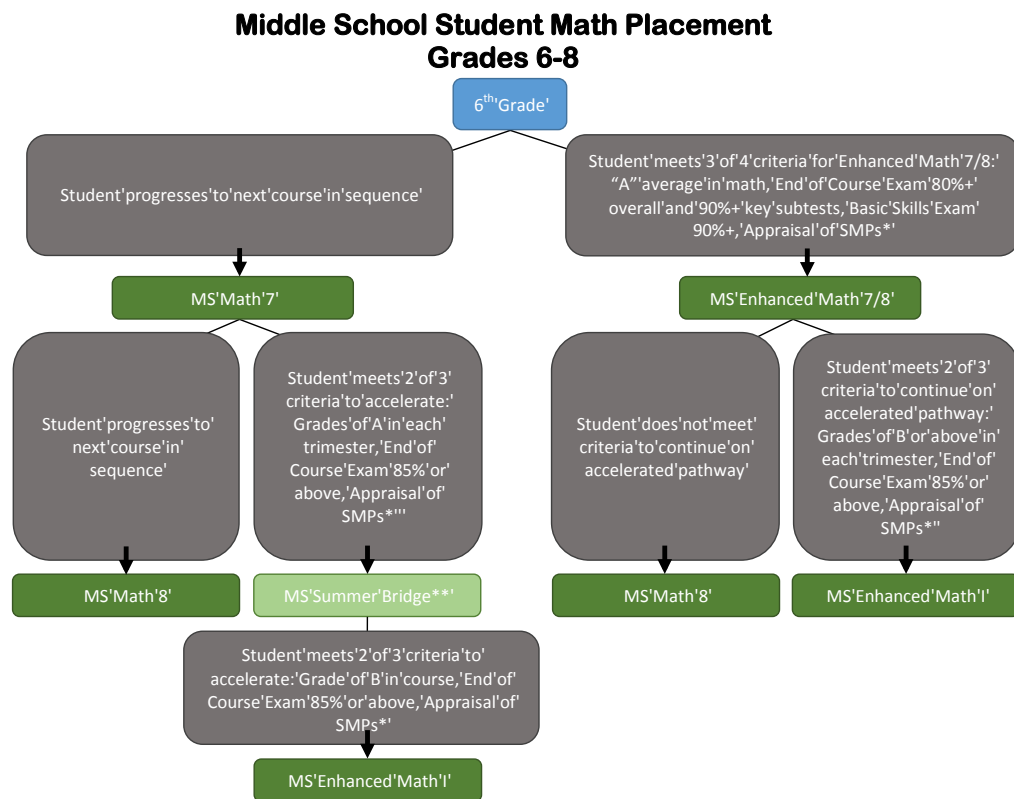 Middle School Student Math Placement
Grades 6-8
6th'Grade'
Student'progresses'to'next'course'in'sequence'
Student'meets'3'of'4'criteria'for'Enhanced'Math'7/8:'
“A”'average'in'math,'End'of'Course'Exam'80%+'
overall'and'90%+'key'subtests,'Basic'Skills'Exam'
90%+,'Appraisal'of'SMPs*'
MS'Math'7'
MS'Enhanced'Math'7/8'
Student'progresses'to'
next'course'in'
sequence'
Student'meets'2'of'3'
criteria'to'accelerate:'
Grades'of'A'in'each'
trimester,'End'of'
Course'Exam'85%'or'
above,'Appraisal'of'
SMPs*'''
Student'does'not'meet'
criteria'to'continue'on'
accelerated'pathway'
Student'meets'2'of'3'
criteria'to'continue'on'
accelerated'pathway:'
Grades'of'B'or'above'in'
each'trimester,'End'of'
Course'Exam'85%'or'
above,'Appraisal'of'
SMPs*''
MS'Math'8'
MS'Summer'Bridge**'
MS'Math'8'
MS'Enhanced'Math'I'
Student'meets'2'of'3'criteria'to'
accelerate:'Grade'of'B'in'course,'End'of'
Course'Exam'85%'or'above,'Appraisal'of'
SMPs*'
MS'Enhanced'Math'I'